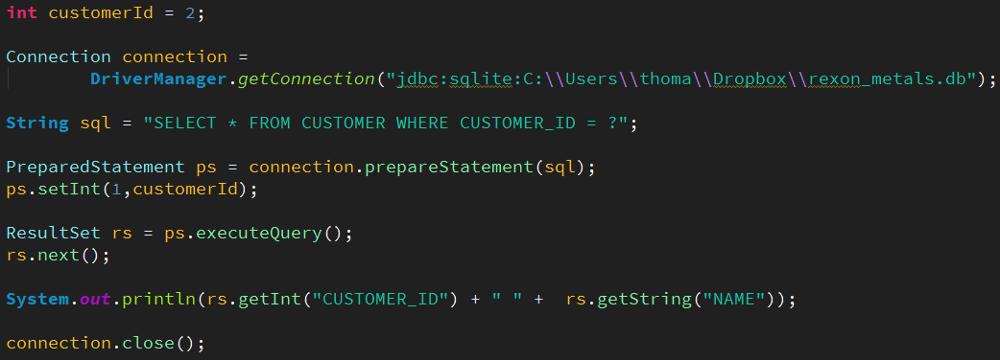 int customerId = 2;
Connection connection =
DriverManager.getConnection("jdbc:sqlite:C:\\Users\\thoma\\Dropbox\\rexon_metals.db");
String sql = "SELECT * FROM CUSTOMER WHERE CUSTOMER_ID = ?";
PreparedStatement ps = connection.prepareStatement(sql);
ps.setInt(1,customerId);
ResultSet rs = ps.executeQuery();
rs.next();
System.out.println(rs.getInt("CUSTOMER_ID") + " " +  rs.getString("NAME"));
connection.close();